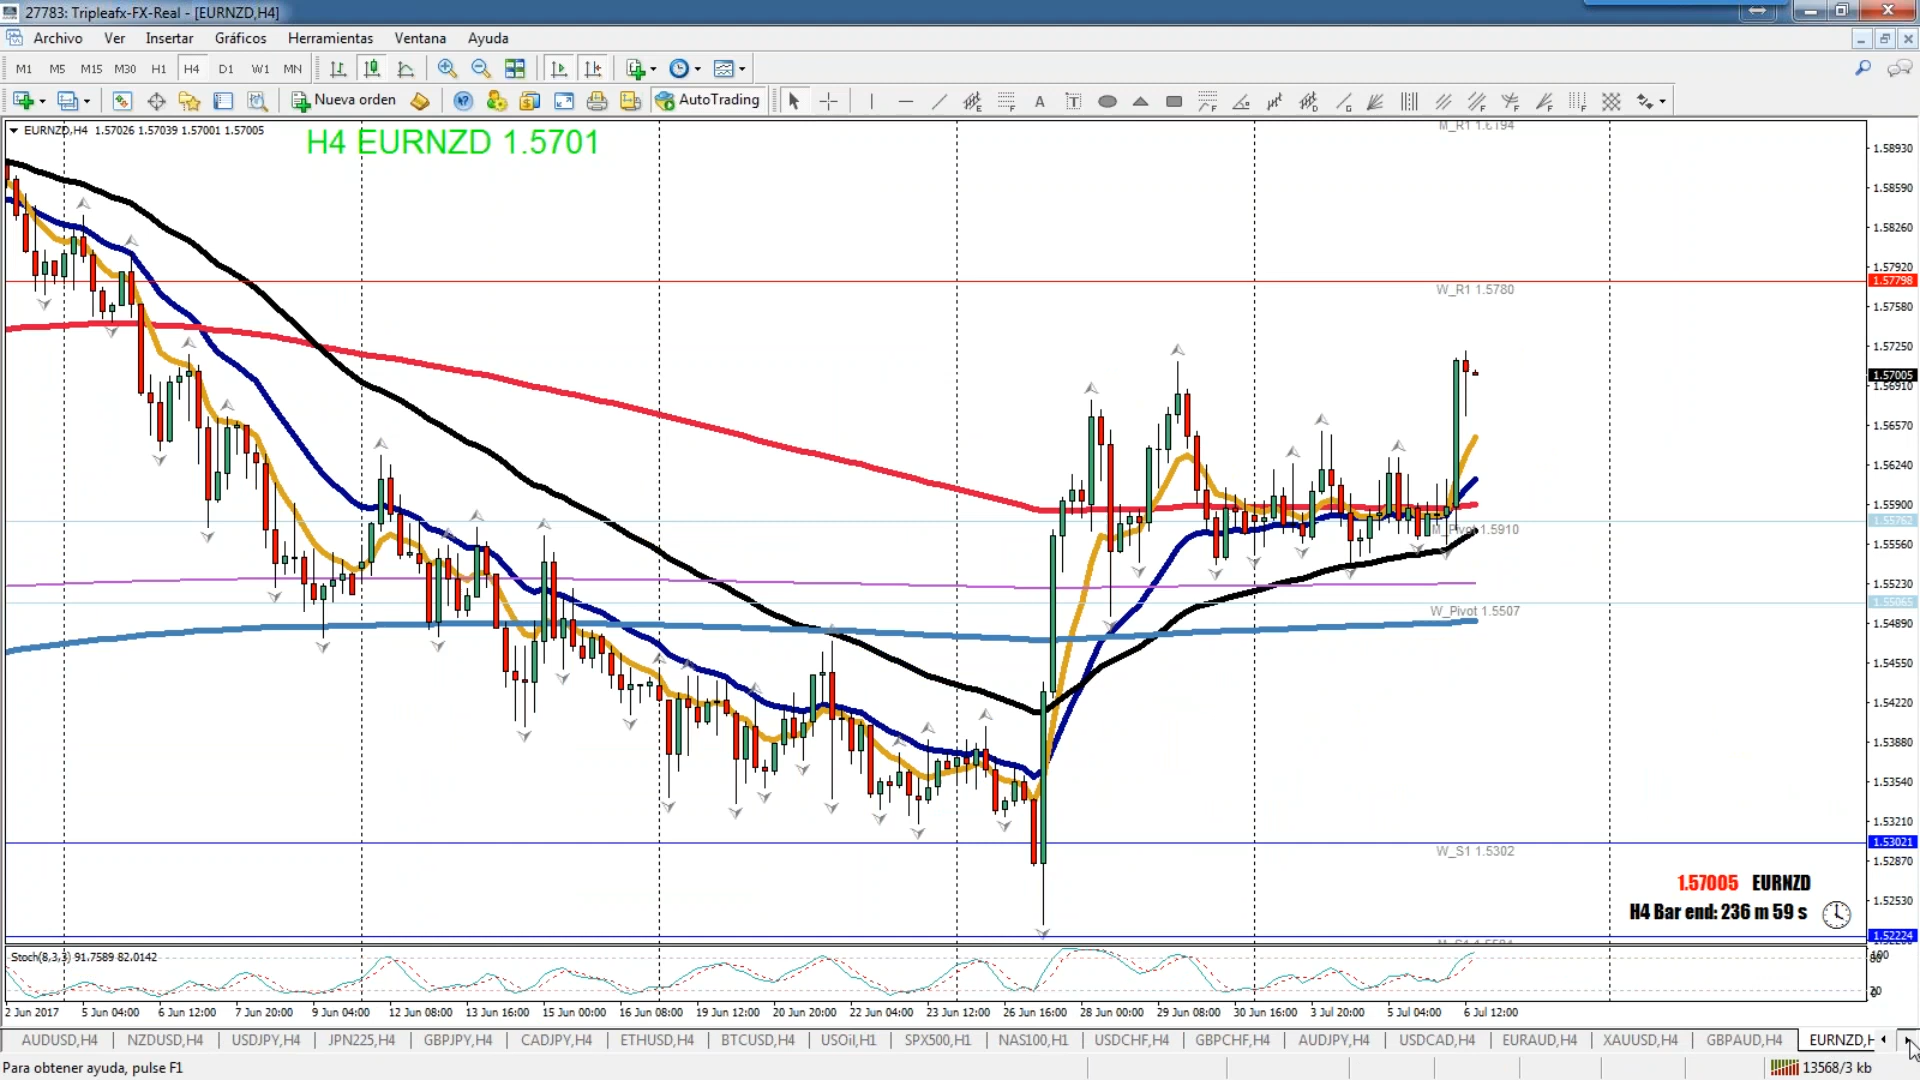 27783: Tripleafx-FX-Real - [EURNZD,H4]
Archivo Ver Insertar Gráficos Herramientas Ventana Ayuda
M1 M5 M15 M30 H1 H4 D1 W1 MN
Nueva orden AutoTrading
EURNZD,H4 1.57026 1.57039 1.57001 1.57005
H4 EURNZD 1.5701
1.58930
1.58590
1.58260
1.57920
1.57798
W_R1 1.5780
1.57580
1.57250
1.57005
1.56910
1.56570
1.56240
1.55900
1.55762
M_Pivot 1.5910
1.55560
1.55230
1.55065
W_Pivot 1.5507
1.54890
1.54550
1.54220
1.53880
1.53540
1.53210
1.53021
W_S1 1.5302
1.52870
1.57005 EURNZD
1.52530
H4 Bar end: 236 m 59 s
1.52224
Stoch(8,3,3) 91.7589 82.0142
100
80
20
0
2 Jun 2017 5 Jun 04:00 6 Jun 12:00 7 Jun 20:00 9 Jun 04:00 12 Jun 08:00 13 Jun 16:00 15 Jun 00:00 16 Jun 08:00 19 Jun 12:00 20 Jun 20:00 22 Jun 04:00 23 Jun 12:00 26 Jun 16:00 28 Jun 00:00 29 Jun 08:00 30 Jun 16:00 3 Jul 20:00 5 Jul 04:00 6 Jul 12:00
AUDUSD,H4 NZDUSD,H4 USDJPY,H4 JPN225,H4 GBPJPY,H4 CADJPY,H4 ETHUSD,H4 BTCUSD,H4 USOil,H1 SPX500,H1 NAS100,H1 USDCHF,H4 GBPCHF,H4 AUDJPY,H4 USDCAD,H4 EURAUD,H4 XAUUSD,H4 GBPAUD,H4 EURNZD,H
Para obtener ayuda, pulse F1
13568/3 kb